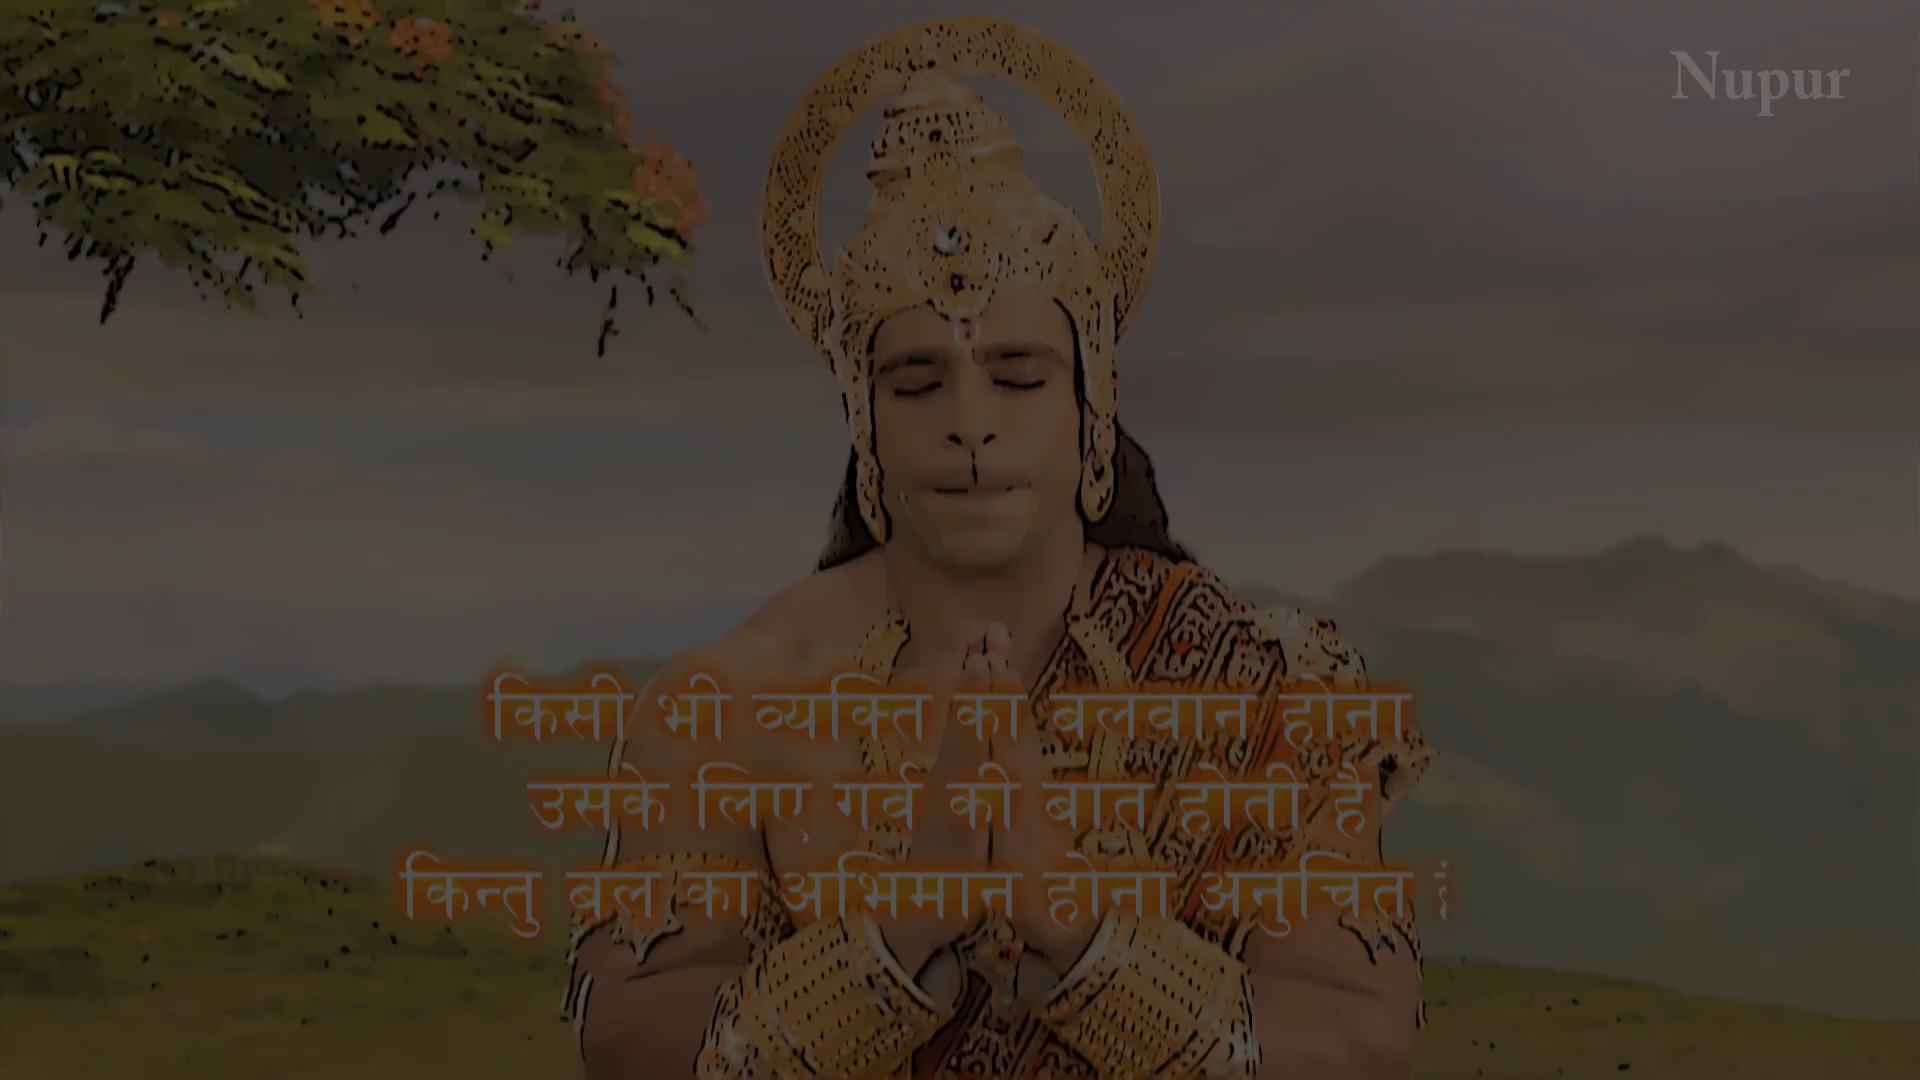 Nupur
किसी भी व्यक्ति का बलवान होना
उसके लिए गर्व की बात होती है
किन्तु बल का अभिमान होना अनुचित